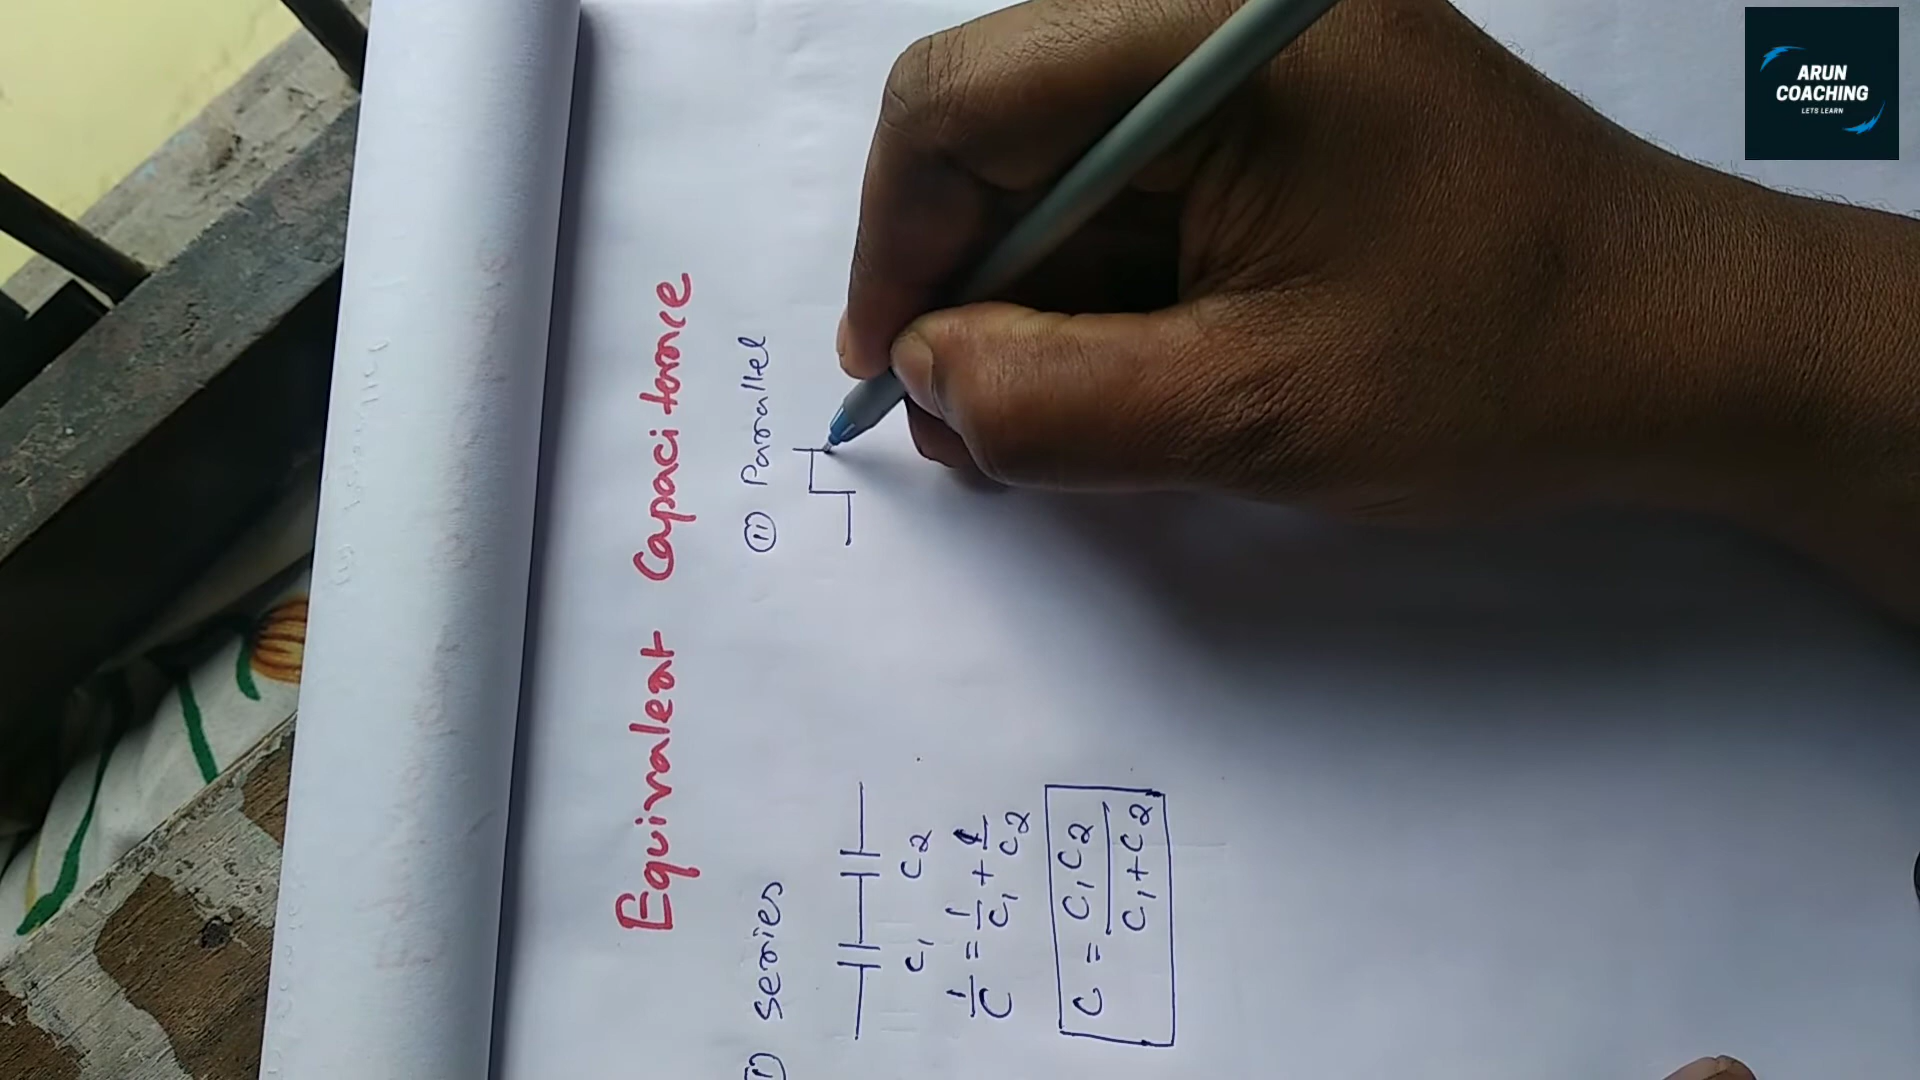 Equivalent Capacitance
(i) series
C1 C2
1/C = 1/C1 + 1/C2
C = C1C2/C1+C2
(ii) Parallel
ARUN
COACHING
LETS LEARN